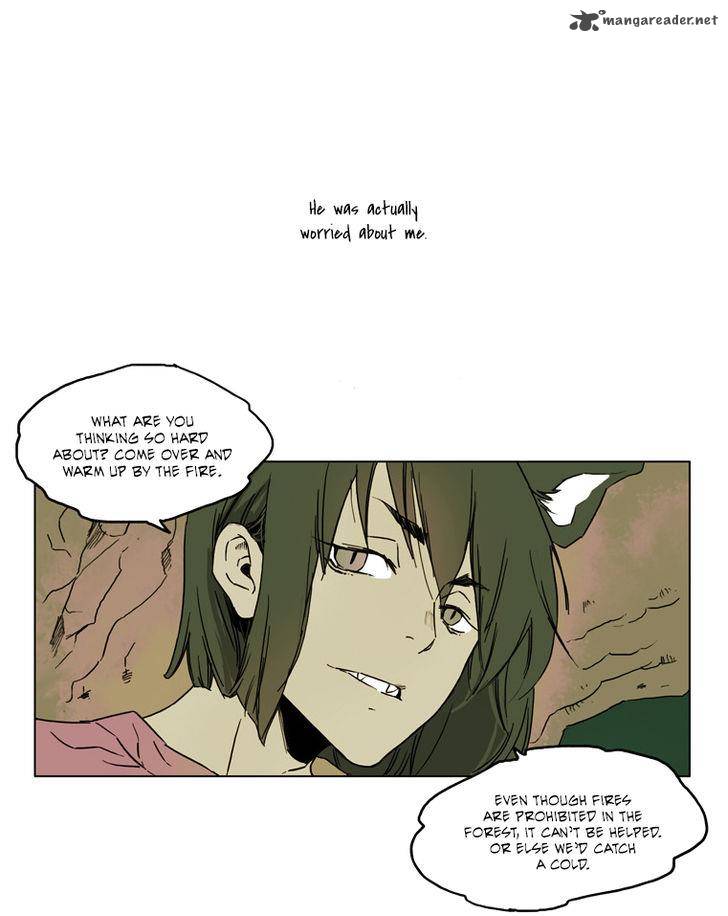 mangareader.net
He was actually
worried about me.
WHAT ARE YOU
THINKING SO HARD
ABOUT? COME OVER AND
WARM UP BY THE FIRE.
EVEN THOUGH FIRES
ARE PROHIBITED IN THE
FOREST, IT CAN'T BE HELPED.
OR ELSE WE'D CATCH
A COLD.